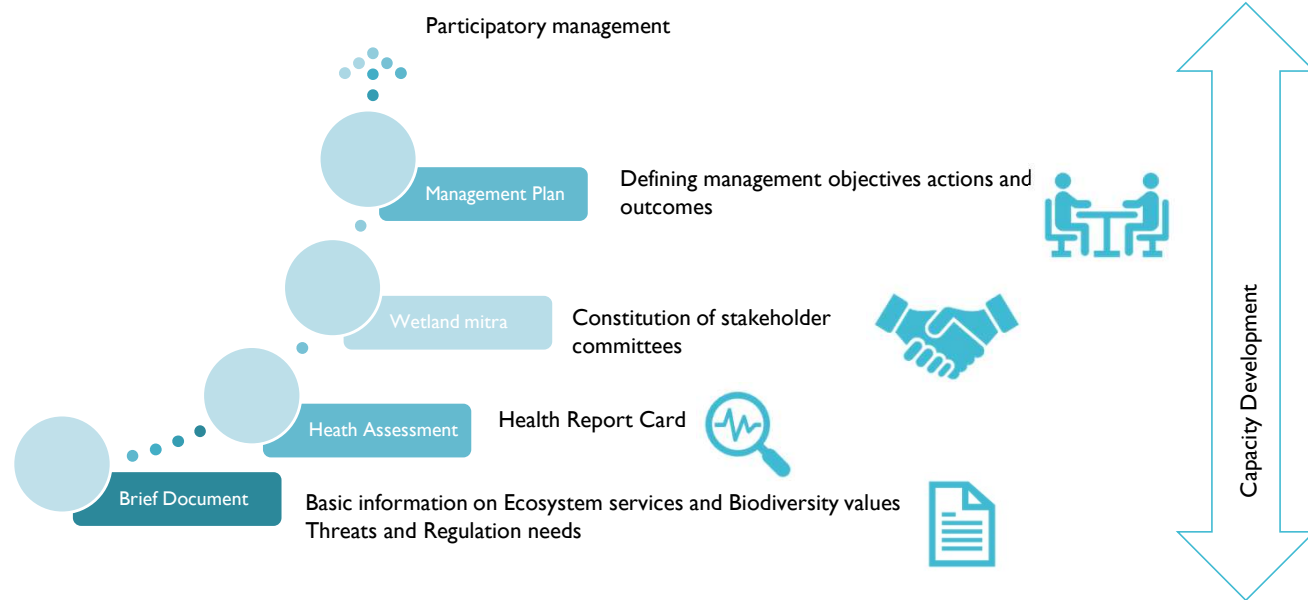 Participatory management
Management Plan
Defining management objectives actions and
outcomes
Wetland mitra
Constitution of stakeholder
committees
Heath Assessment
Health Report Card
Brief Document
Basic information on Ecosystem services and Biodiversity values
Threats and Regulation needs
Capacity Development